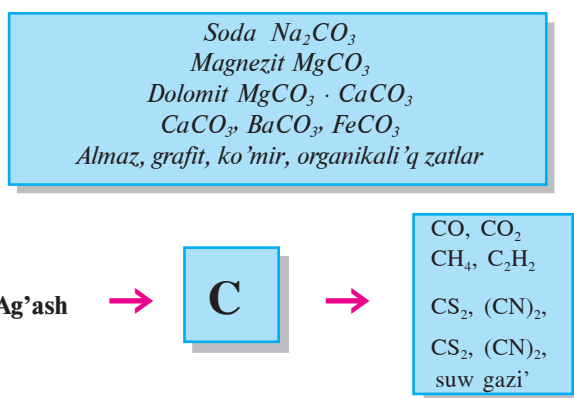 Soda Na₂CO₃
Magnezit MgCO₃
Dolomit MgCO₃ · CaCO₃
CaCO₃, BaCO₃, FeCO₃
Almaz, grafit, ko’mir, organikali’q zatlar
Ag’ash → C →
CO, CO₂
CH₄, C₂H₂
CS₂, (CN)₂,
CS₂, (CN)₂,
suw gazi’